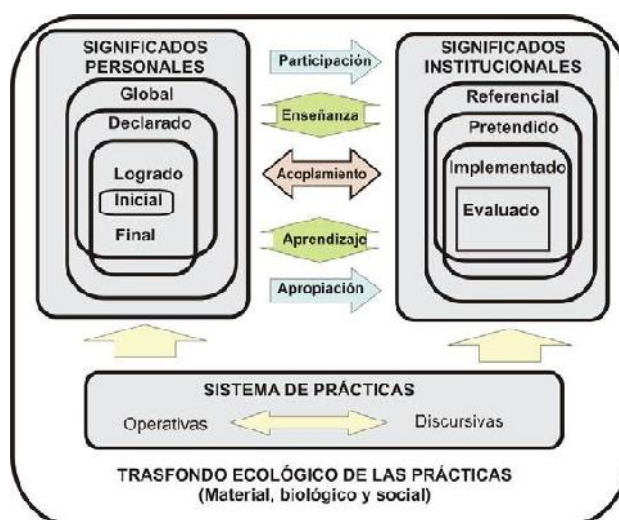 SIGNIFICADOS
PERSONALES
Global
Declarado
Logrado
Inicial
Final
Participación
Enseñanza
Acoplamiento
Aprendizaje
Apropiación
SIGNIFICADOS
INSTITUCIONALES
Referencial
Pretendido
Implementado
Evaluado
SISTEMA DE PRÁCTICAS
Operativas
Discursivas
TRASFONDO ECOLÓGICO DE LAS PRÁCTICAS
(Material, biológico y social)